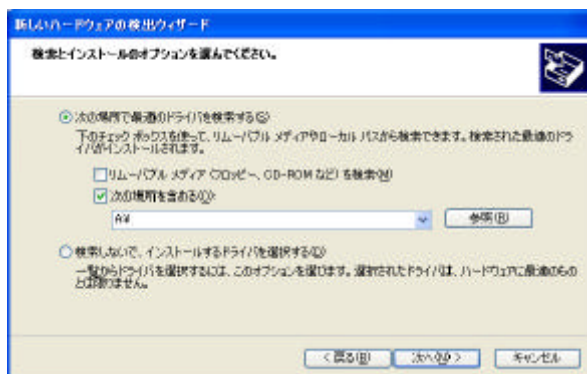 新しいハードウェアの検出ウィザード
検索とインストールのオプションを選んでください。
次の場所で最適のドライバを検索する(S)
下のチェック ボックスを使って、リムーバブル メディアやローカル パスから検索できます。検索された最適のドラ
イバがインストールされます。
リムーバブル メディア (フロッピー、CD-ROM など) を検索(M)
次の場所を含める(O):
A:¥
参照(R)
検索しないで、インストールするドライバを選択する(D)
一覧からドライバを選択するには、このオプションを選びます。選択されたドライバは、ハードウェアに最適のもの
とは限りません。
< 戻る(B)
次へ(N) >
キャンセル